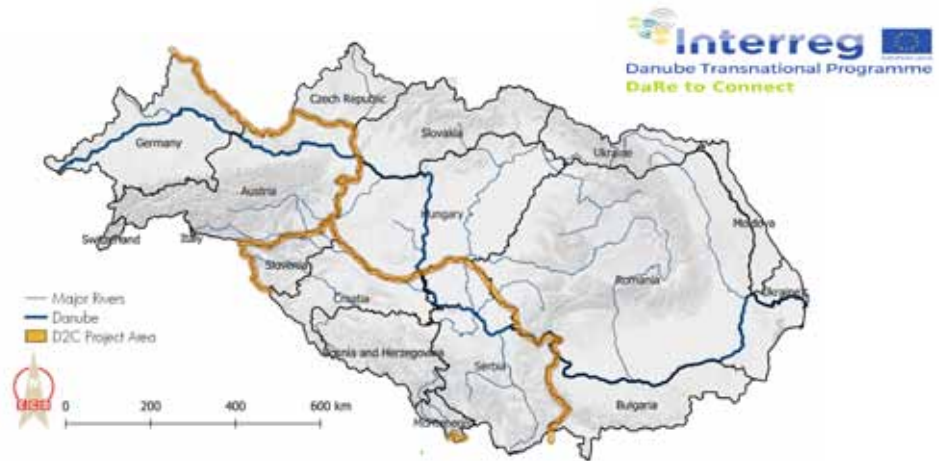 Interreg
Danube Transnational Programme
DaRe to Connect
Czech Republic
Slovakia
Germany
Ukraine
Austria
Hungary
Moldova
Switzerland
Italy
Slovenia
Romania
Ukraine
Croatia
Major Rivers
Danube
D2C Project Area
Bosnia and Herzegovina
Serbia
Bulgaria
Montenegro
0 200 400 600 km